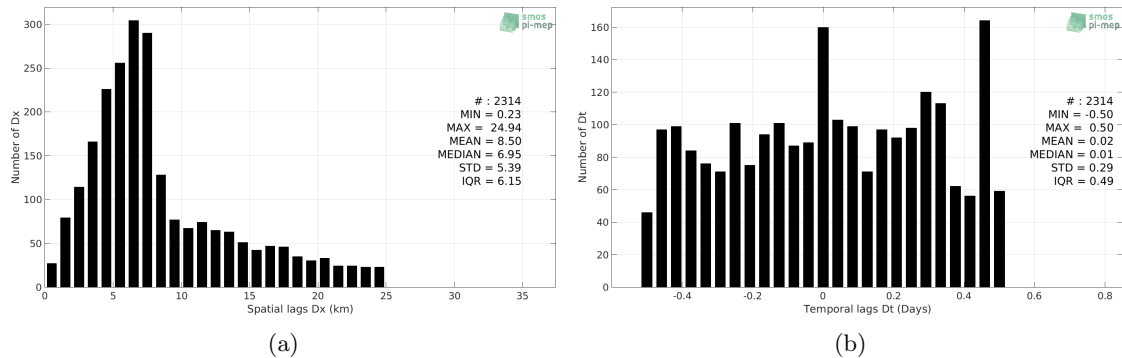 smos
pi-mep
300
250
200
150
100
50
0
Number of Dx
# : 2314
MIN = 0.23
MAX = 24.94
MEAN = 8.50
MEDIAN = 6.95
STD = 5.39
IQR = 6.15
0 5 10 15 20 25 30 35
Spatial lags Dx (km)
(a)
smos
pi-mep
160
140
120
100
80
60
40
20
0
Number of Dt
# : 2314
MIN = -0.50
MAX = 0.50
MEAN = 0.02
MEDIAN = 0.01
STD = 0.29
IQR = 0.49
-0.4 -0.2 0 0.2 0.4 0.6 0.8
Temporal lags Dt (Days)
(b)